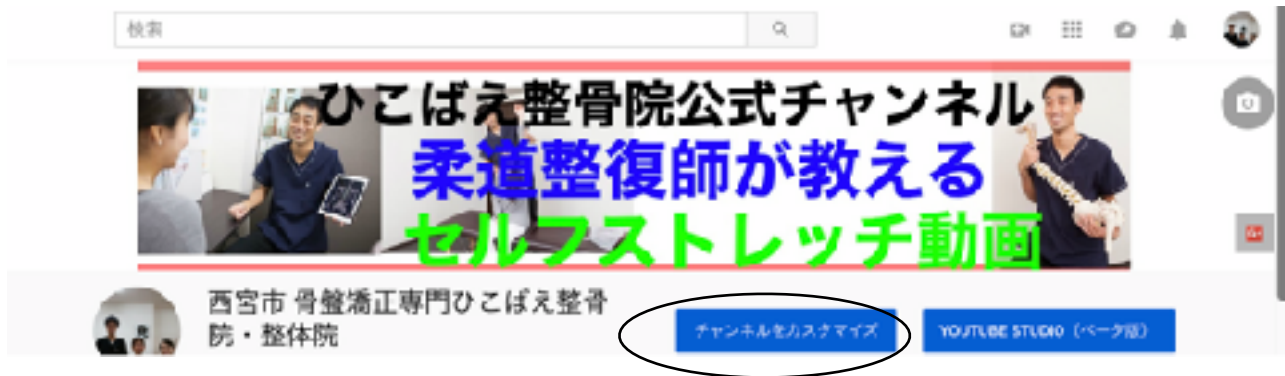 検索
ひこばえ整骨院公式チャンネル
柔道整復師が教える
セルフストレッチ動画
西宮市 骨盤矯正専門ひこばえ整骨
院・整体院
チャンネルをカスタマイズ
YOUTUBE STUDIO（ベータ版）